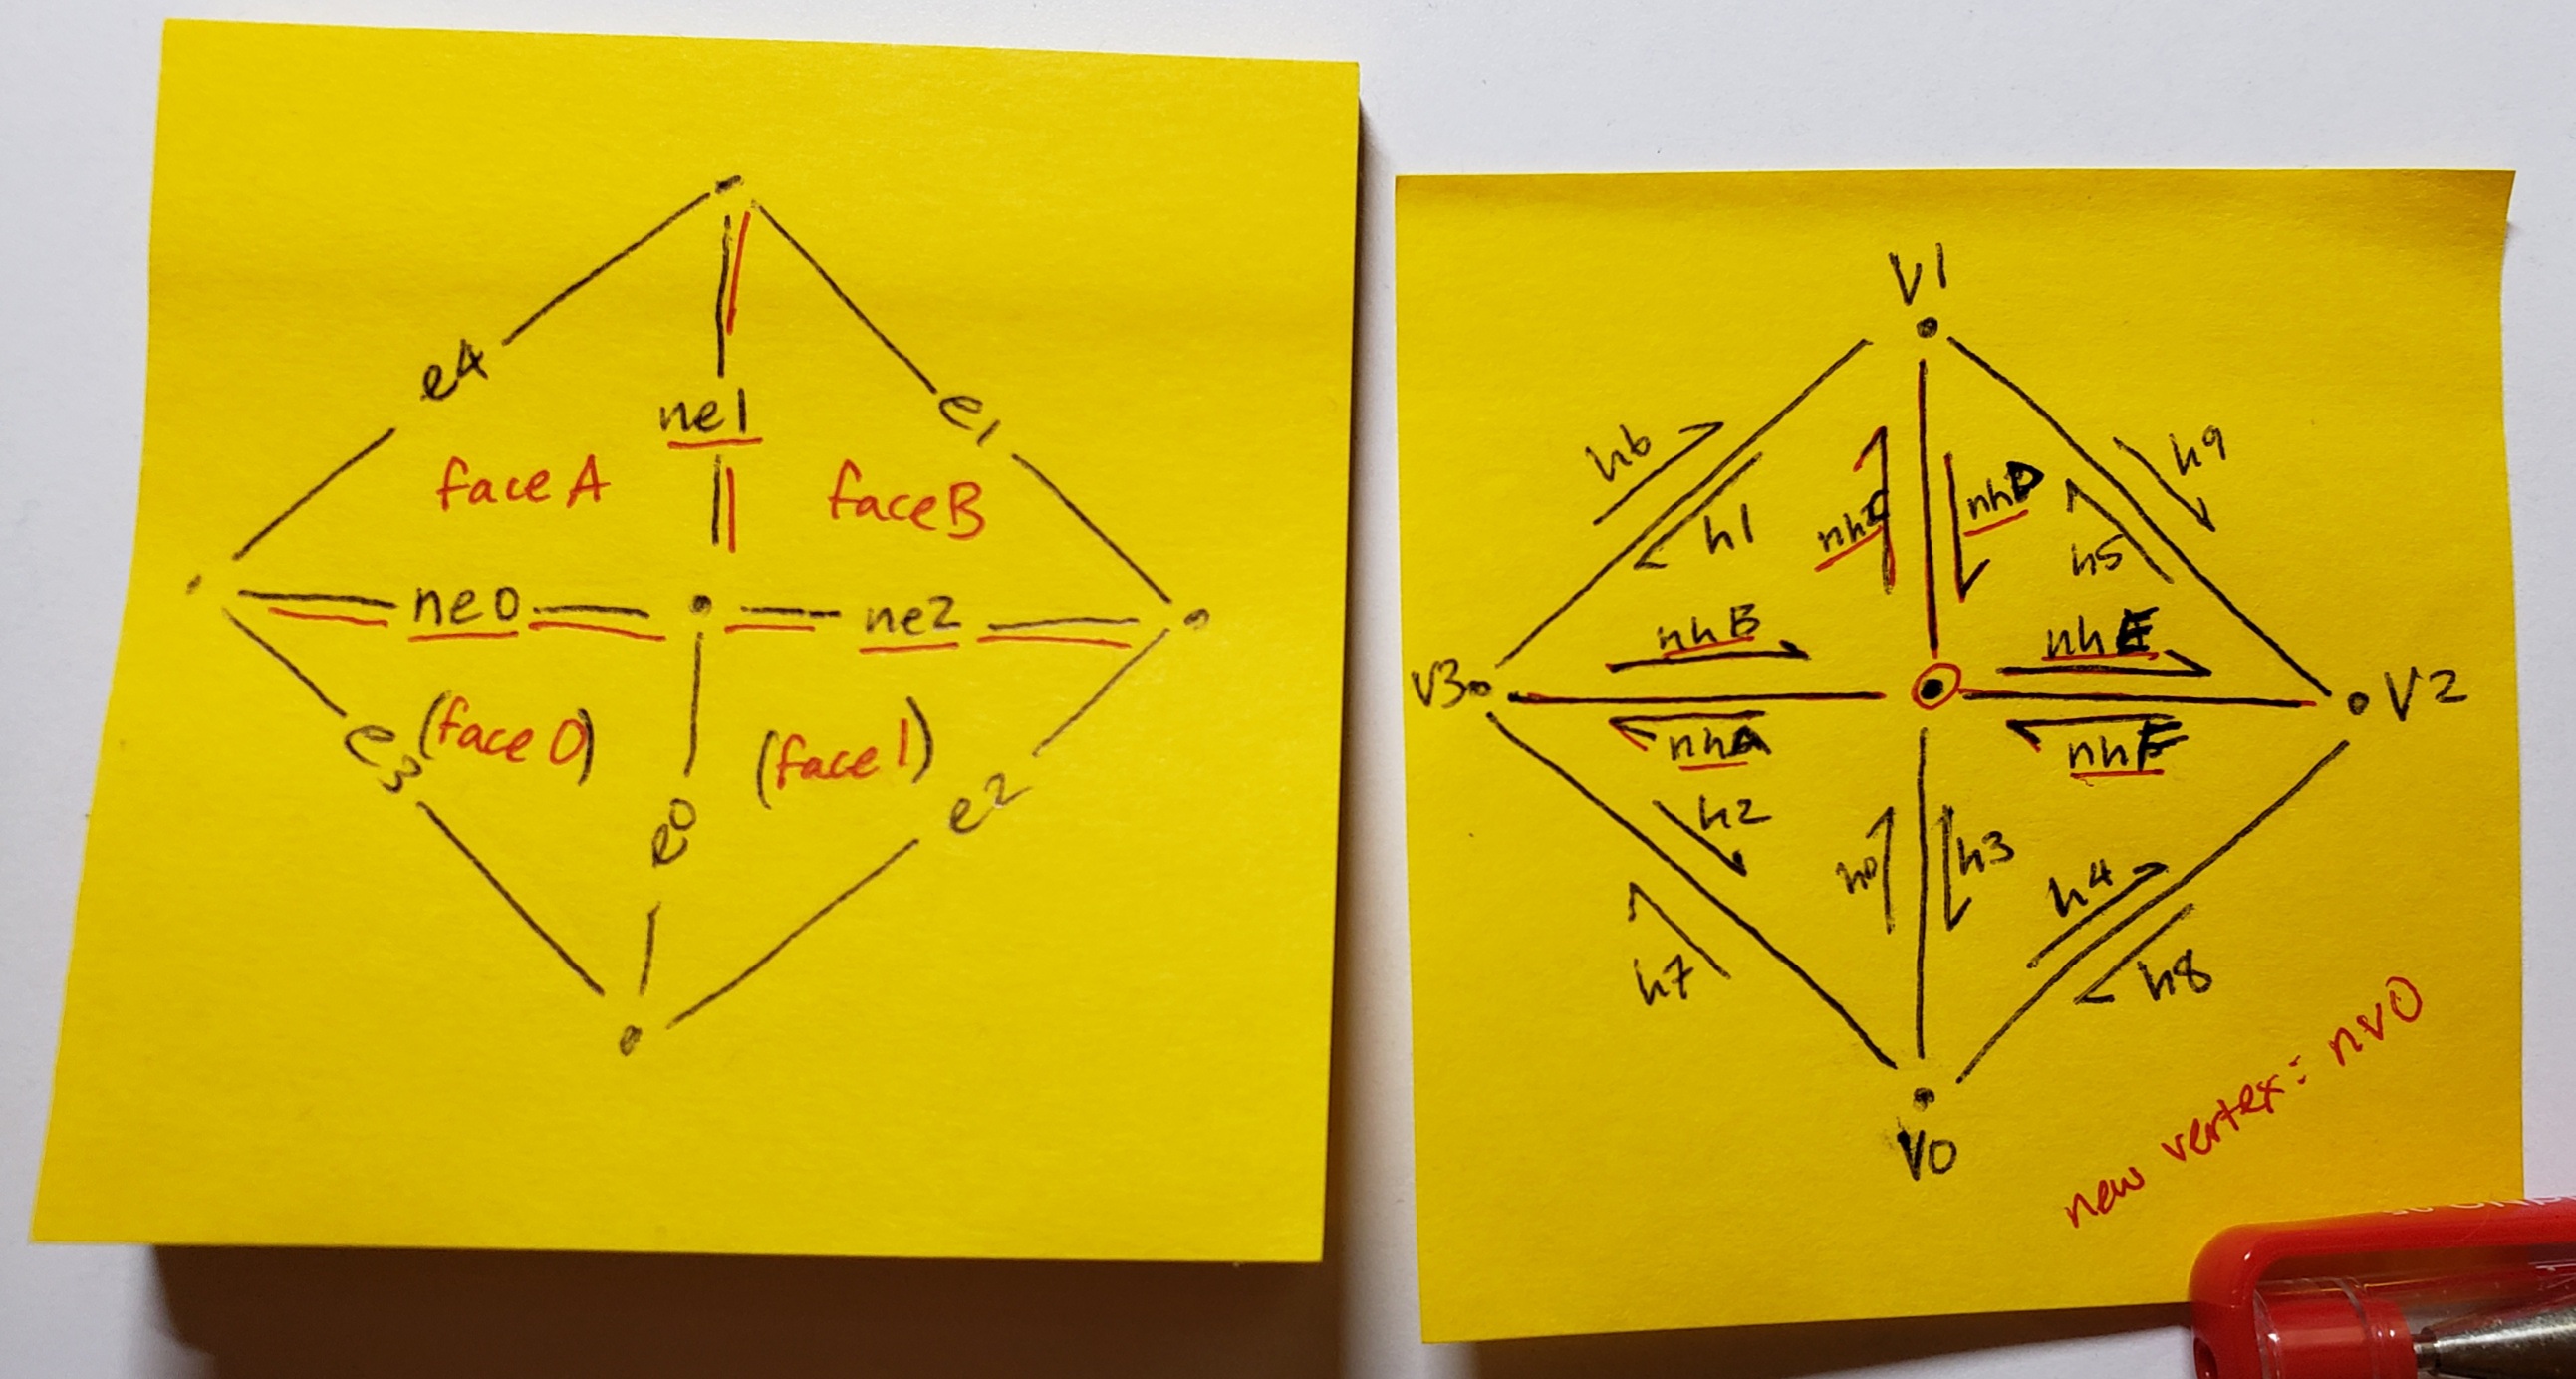 e4
ne1
e1
face A
face B
ne0
ne2
(face 0)
(face 1)
e3
e0
e2
V1
h6
h1
nhC
nhD
h9
h5
nhB
nhE
V3
V2
nhA
nhF
h2
h0
h3
h4
h7
h8
V0
new vertex: nv0